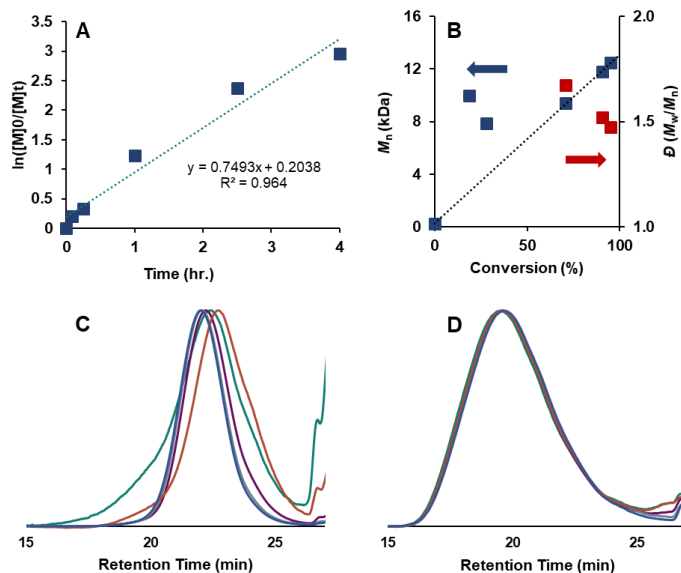 A
ln([M]0/[M]t)
3.5
3
2.5
2
1.5
1
0.5
0
y = 0.7493x + 0.2038
R² = 0.964
0
1
2
3
4
Time (hr.)
B
Mn (kDa)
16
12
8
4
0
2.0
1.5
1.0
Đ (Mw/Mn)
0
50
100
Conversion (%)
C
15
20
25
Retention Time (min)
D
15
20
25
Retention Time (min)